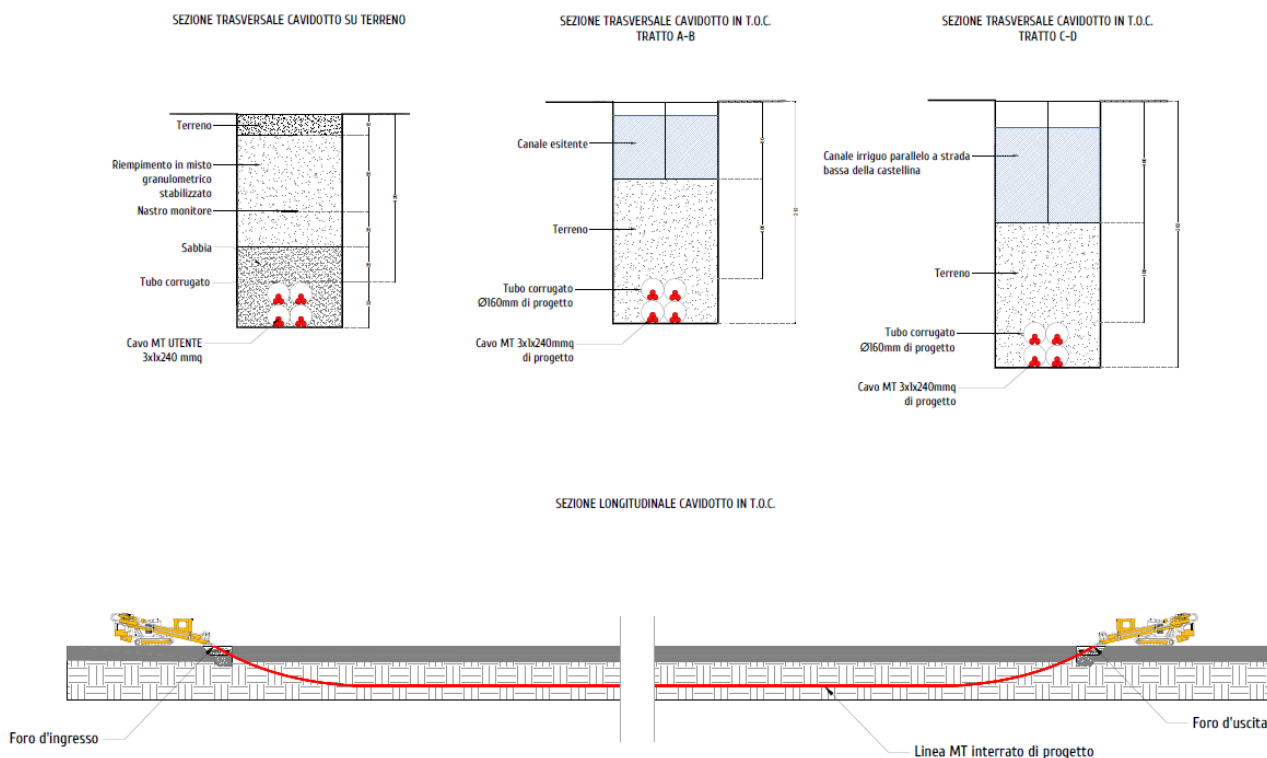 SEZIONE TRASVERSALE CAVIDOTTO SU TERRENO
Terreno
Riempimento in misto
granulometrico
stabilizzato
Nastro monitore
Sabbia
Tubo corrugato
Cavo MT UTENTE
3x1x240 mmq
SEZIONE TRASVERSALE CAVIDOTTO IN T.O.C.
TRATTO A-B
Canale esitente
Terreno
Tubo corrugato
Ø160mm di progetto
Cavo MT 3x1x240mmq
di progetto
SEZIONE TRASVERSALE CAVIDOTTO IN T.O.C.
TRATTO C-D
Canale irriguo parallelo a strada
bassa della castellina
Terreno
Tubo corrugato
Ø160mm di progetto
Cavo MT 3x1x240mmq
di progetto
SEZIONE LONGITUDINALE CAVIDOTTO IN T.O.C.
Foro d'ingresso
Foro d'uscita
Linea MT interrato di progetto